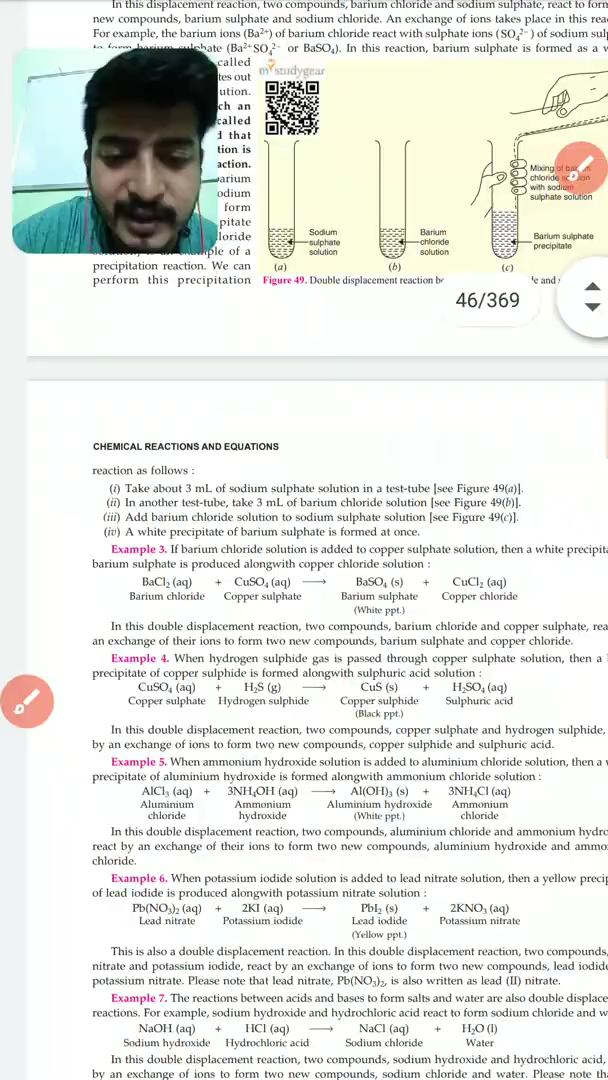 In this displacement reaction, two compounds, barium chloride and sodium sulphate, react to form
new compounds, barium sulphate and sodium chloride. An exchange of ions takes place in this
For example, the barium ions (Ba²⁺) of barium chloride react with sulphate ions (SO₄²⁻) of sodium
to form barium sulphate (Ba²⁺SO₄²⁻ or BaSO₄). In this reaction, barium sulphate is formed as a
called
out
ch an
called
that
is
form
of a
precipitation reaction. We can
perform this precipitation
studygear
Sodium
sulphate
solution
(a)
Barium
chloride
solution
(b)
Mixing of
chloride
with sodium
sulphate solution
Barium sulphate
precipitate
(c)
Figure 49. Double displacement reaction
46/369
CHEMICAL REACTIONS AND EQUATIONS
reaction as follows :
(i) Take about 3 mL of sodium sulphate solution in a test-tube [see Figure 49(a)].
(ii) In another test-tube, take 3 mL of barium chloride solution [see Figure 49(b)].
(iii) Add barium chloride solution to sodium sulphate solution [see Figure 49(c)].
(iv) A white precipitate of barium sulphate is formed at once.
Example 3. If barium chloride solution is added to copper sulphate solution, then a white
barium sulphate is produced alongwith copper chloride solution :
BaCl₂ (aq) + CuSO₄ (aq) ⟶ BaSO₄ (s) + CuCl₂ (aq)
Barium chloride Copper sulphate Barium sulphate Copper chloride
(White ppt.)
In this double displacement reaction, two compounds, barium chloride and copper sulphate,
an exchange of their ions to form two new compounds, barium sulphate and copper chloride.
Example 4. When hydrogen sulphide gas is passed through copper sulphate solution, then a
precipitate of copper sulphide is formed alongwith sulphuric acid solution :
CuSO₄ (aq) + H₂S (g) ⟶ CuS (s) + H₂SO₄ (aq)
Copper sulphate Hydrogen sulphide Copper sulphide Sulphuric acid
(Black ppt.)
In this double displacement reaction, two compounds, copper sulphate and hydrogen sulphide,
by an exchange of ions to form two new compounds, copper sulphide and sulphuric acid.
Example 5. When ammonium hydroxide solution is added to aluminium chloride solution, then a
precipitate of aluminium hydroxide is formed alongwith ammonium chloride solution :
AlCl₃ (aq) + 3NH₄OH (aq) ⟶ Al(OH)₃ (s) + 3NH₄Cl (aq)
Aluminium Ammonium Aluminium hydroxide Ammonium
chloride hydroxide (White ppt.) chloride
In this double displacement reaction, two compounds, aluminium chloride and ammonium
react by an exchange of their ions to form two new compounds, aluminium hydroxide and
chloride.
Example 6. When potassium iodide solution is added to lead nitrate solution, then a yellow
of lead iodide is produced alongwith potassium nitrate solution :
Pb(NO₃)₂ (aq) + 2KI (aq) ⟶ PbI₂ (s) + 2KNO₃ (aq)
Lead nitrate Potassium iodide Lead iodide Potassium nitrate
(Yellow ppt.)
This is also a double displacement reaction. In this double displacement reaction, two compounds,
nitrate and potassium iodide, react by an exchange of ions to form two new compounds, lead
potassium nitrate. Please note that lead nitrate, Pb(NO₃)₂, is also written as lead (II) nitrate.
Example 7. The reactions between acids and bases to form salts and water are also double
reactions. For example, sodium hydroxide and hydrochloric acid react to form sodium chloride and
NaOH (aq) + HCl (aq) ⟶ NaCl (aq) + H₂O (l)
Sodium hydroxide Hydrochloric acid Sodium chloride Water
In this double displacement reaction, two compounds, sodium hydroxide and hydrochloric acid,
by an exchange of ions to form two new compounds, sodium chloride and water. Please note